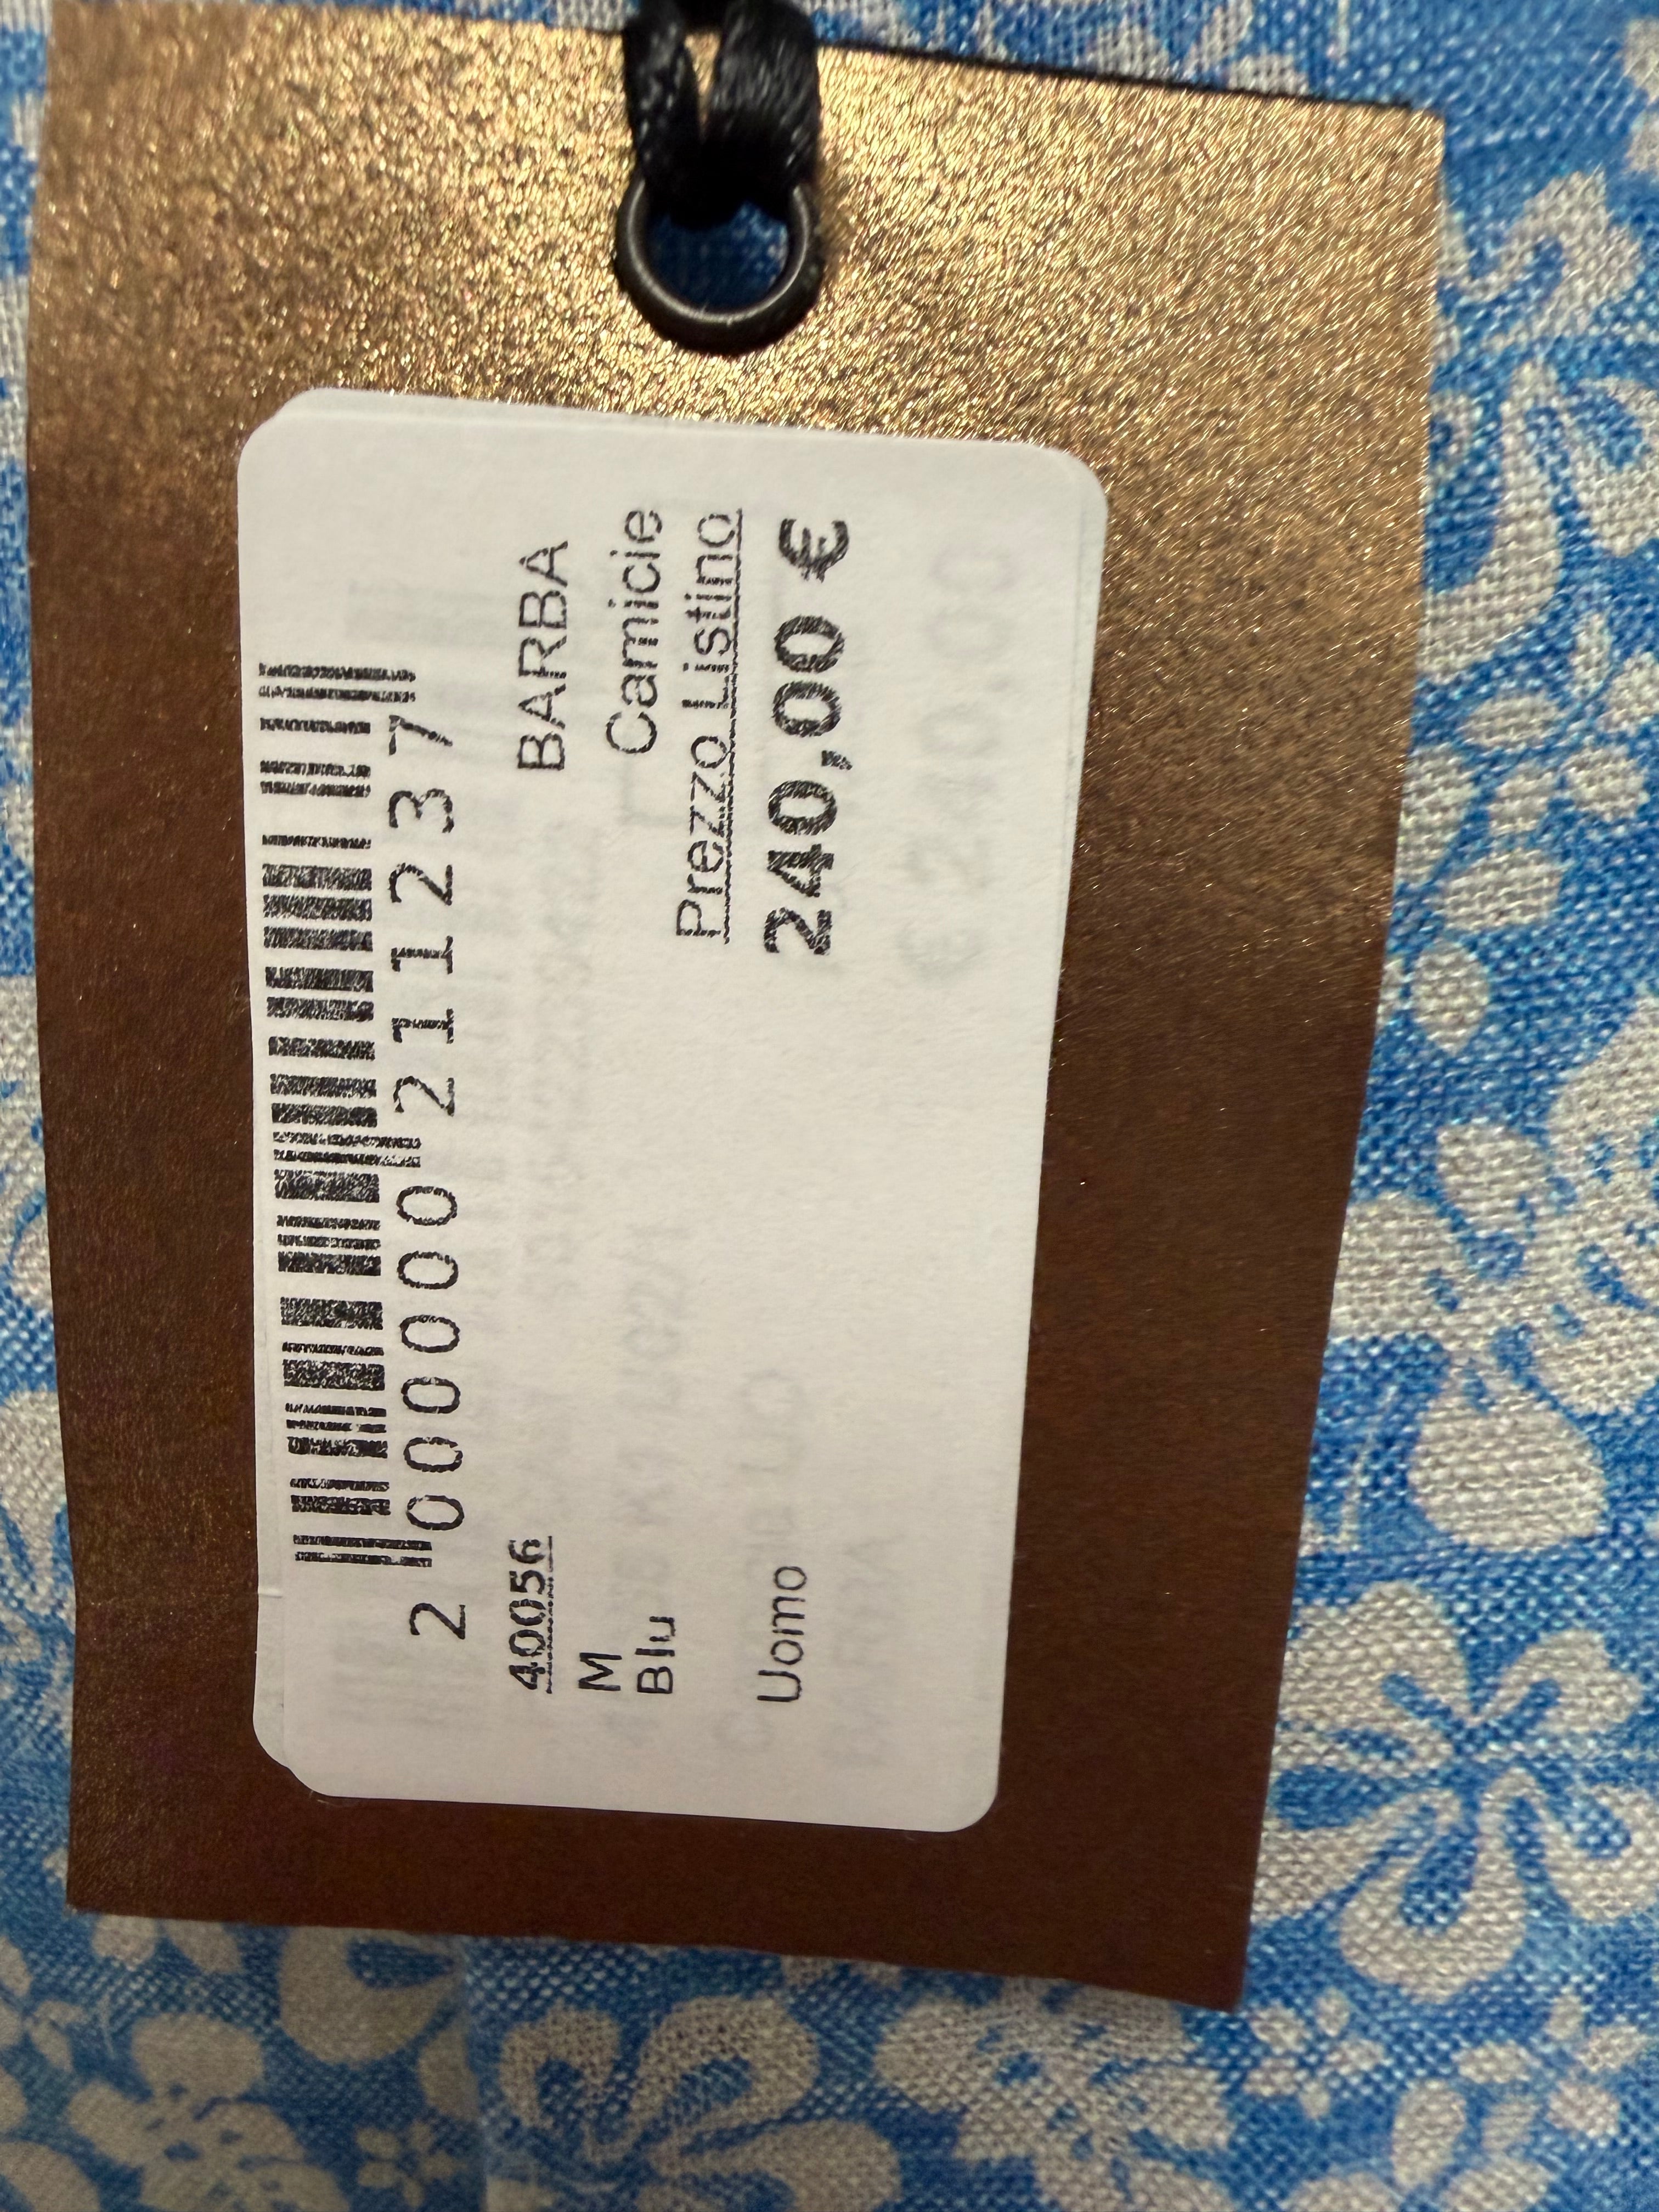 2 000000 211237
40056
BARBA
M
Camicie
Blu
Prezzo Listino
240,00 €
Uomo